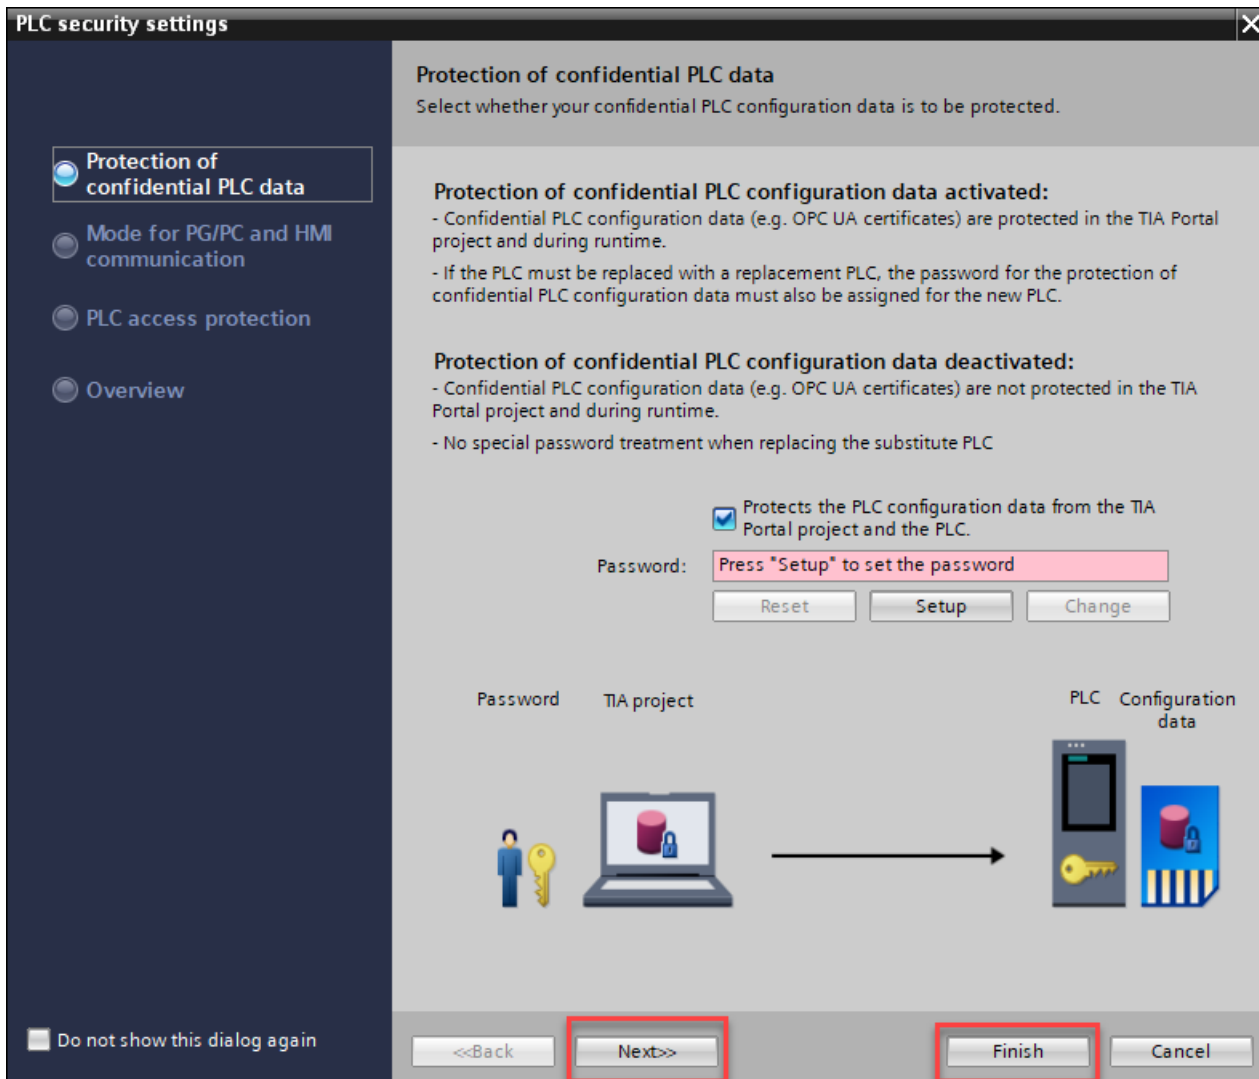 PLC security settings
Protection of confidential PLC data
Select whether your confidential PLC configuration data is to be protected.
Protection of
confidential PLC data
Mode for PG/PC and HMI
communication
PLC access protection
Overview
Protection of confidential PLC configuration data activated:
- Confidential PLC configuration data (e.g. OPC UA certificates) are protected in the TIA Portal
project and during runtime.
- If the PLC must be replaced with a replacement PLC, the password for the protection of
confidential PLC configuration data must also be assigned for the new PLC.
Protection of confidential PLC configuration data deactivated:
- Confidential PLC configuration data (e.g. OPC UA certificates) are not protected in the TIA
Portal project and during runtime.
- No special password treatment when replacing the substitute PLC
Protects the PLC configuration data from the TIA
Portal project and the PLC.
Password:
Press "Setup" to set the password
Reset
Setup
Change
Password
TIA project
PLC
Configuration
data
Do not show this dialog again
<<Back
Next>>
Finish
Cancel